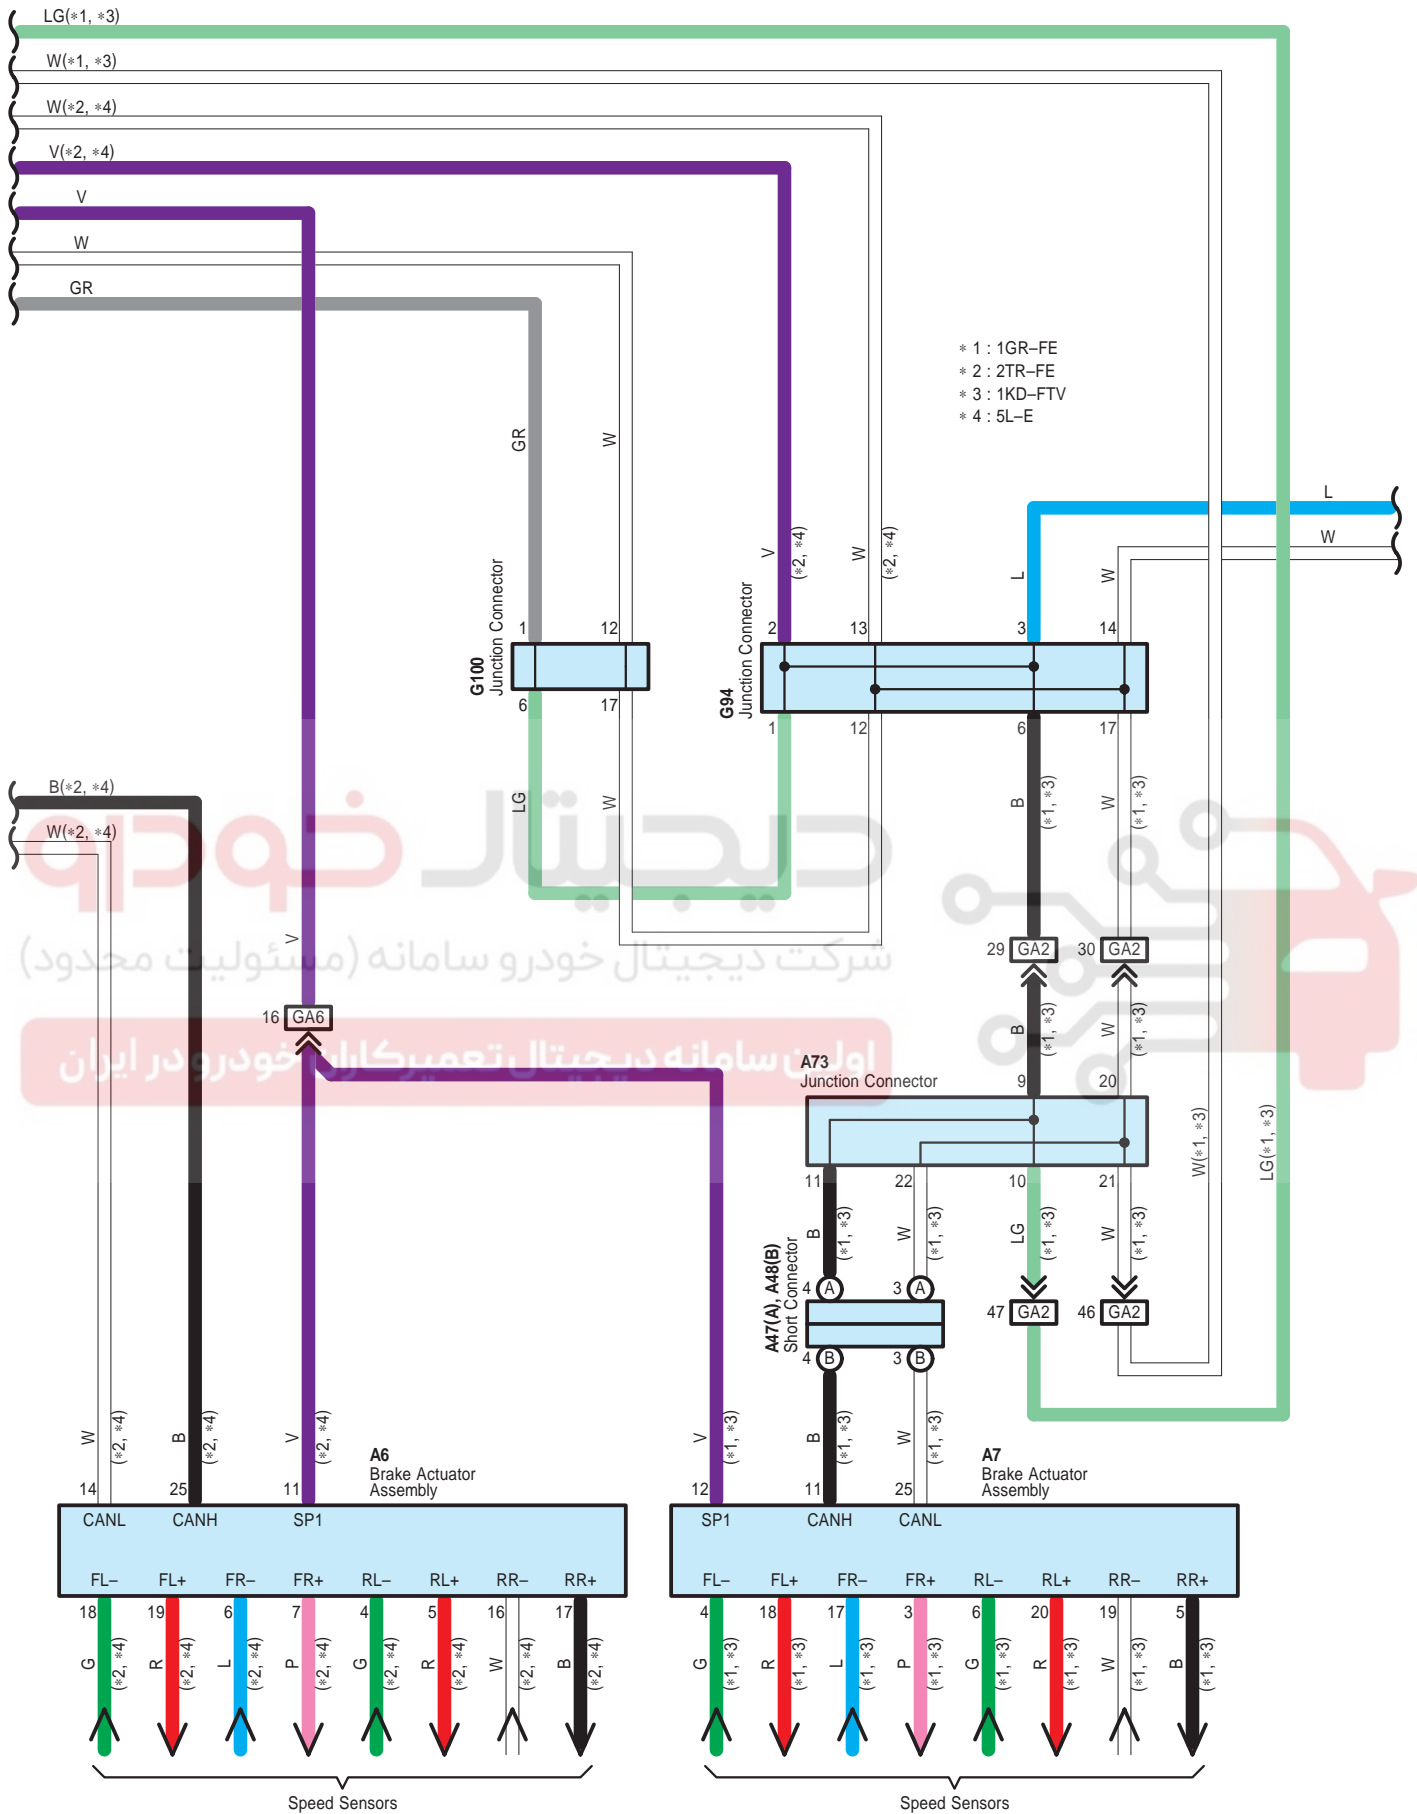 LG(*1, *3)
W(*1, *3)
W(*2, *4)
V(*2, *4)
V
W
GR
* 1 : 1GR–FE
* 2 : 2TR–FE
* 3 : 1KD–FTV
* 4 : 5L–E
GR
W
V
(*2, *4)
W
(*2, *4)
L
W
L
W
G100
Junction Connector
1
12
6
17
G94
Junction Connector
2
13
3
14
1
12
6
17
B(*2, *4)
W(*2, *4)
LG
W
B
(*1, *3)
W
(*1, *3)
دیجیتال خودرو
شرکت دیجیتال خودرو سامانه (مسئولیت محدود)
اولین سامانه دیجیتال تعمیرکاران خودرو در ایران
V
16 GA6
29 GA2
30 GA2
B
(*1, *3)
W
(*1, *3)
A73
Junction Connector
9
20
11
22
10
21
W(*1, *3)
LG(*1, *3)
B
(*1, *3)
W
(*1, *3)
LG
(*1, *3)
W
(*1, *3)
A47(A), A48(B)
Short Connector
4 A
3 A
4 B
3 B
47 GA2
46 GA2
W
(*2, *4)
B
(*2, *4)
V
(*2, *4)
V
(*1, *3)
B
(*1, *3)
W
(*1, *3)
A6
Brake Actuator
Assembly
14
25
11
CANL
CANH
SP1
FL–
FL+
FR–
FR+
RL–
RL+
RR–
RR+
18
19
6
7
4
5
16
17
G
(*2, *4)
R
(*2, *4)
L
(*2, *4)
P
(*2, *4)
G
(*2, *4)
R
(*2, *4)
W
(*2, *4)
B
(*2, *4)
Speed Sensors
A7
Brake Actuator
Assembly
12
11
25
SP1
CANH
CANL
FL–
FL+
FR–
FR+
RL–
RL+
RR–
RR+
4
18
17
3
6
20
19
5
G
(*1, *3)
R
(*1, *3)
L
(*1, *3)
P
(*1, *3)
G
(*1, *3)
R
(*1, *3)
W
(*1, *3)
B
(*1, *3)
Speed Sensors